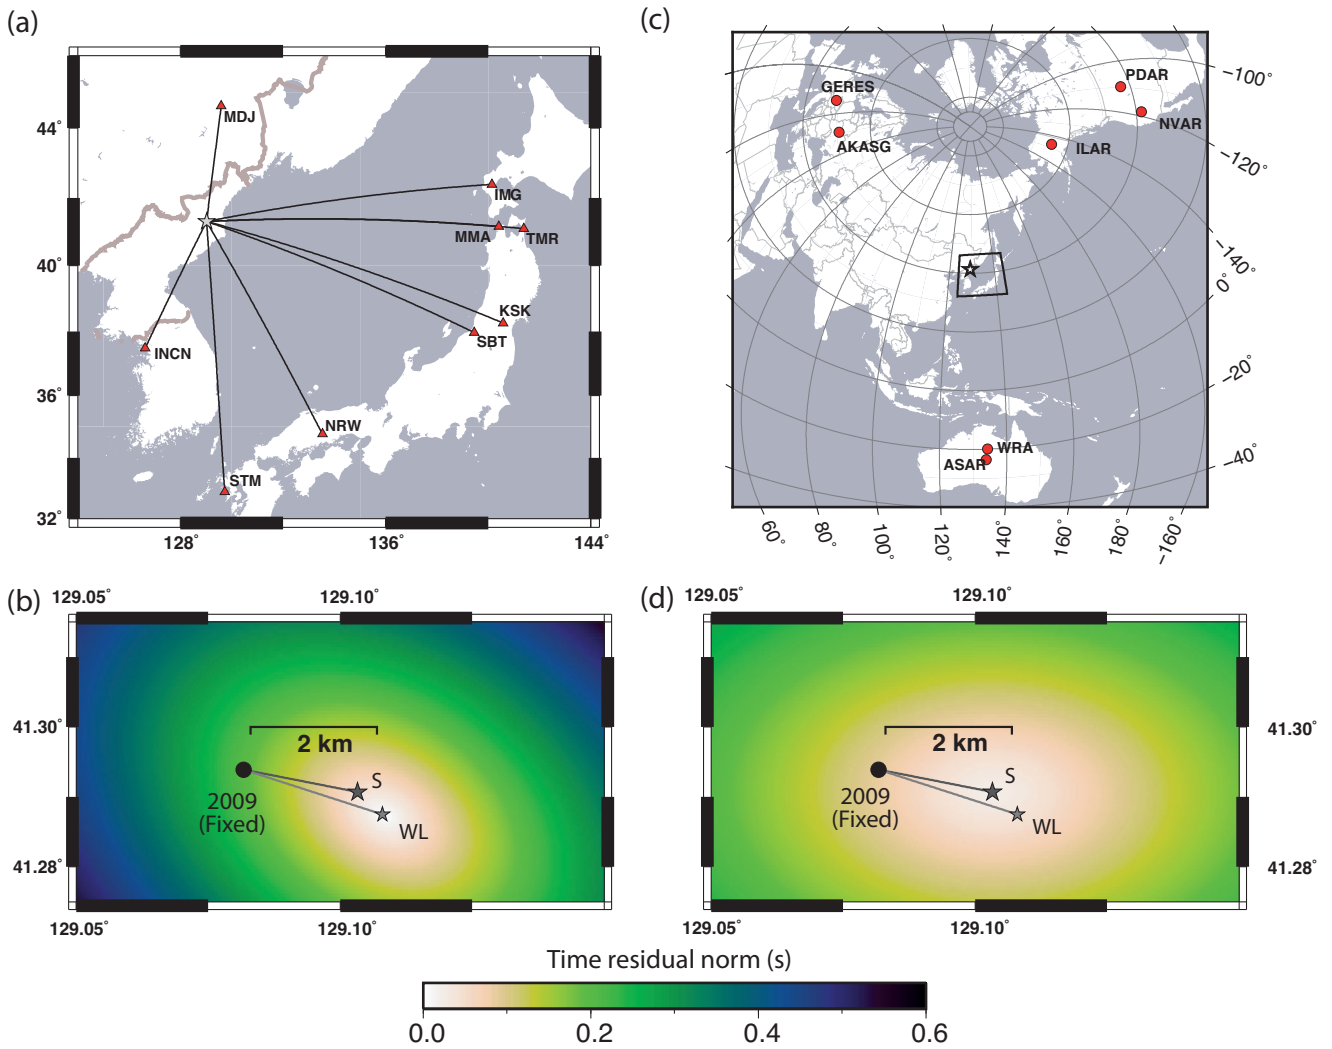 (a)
44°
40°
36°
32°
128°
136°
144°
MDJ
IMG
MMA
TMR
KSK
SBT
INCN
NRW
STM
(c)
GERES
AKASG
PDAR
NVAR
ILAR
WRA
ASAR
−100°
−120°
−140°
0°
−20°
−40°
60°
80°
100°
120°
140°
160°
180°
−160°
(b)
129.05°
129.10°
41.30°
41.28°
2 km
S
2009
(Fixed)
WL
129.05°
129.10°
(d)
129.05°
129.10°
2 km
S
2009
(Fixed)
WL
41.30°
41.28°
129.05°
129.10°
Time residual norm (s)
0.0
0.2
0.4
0.6